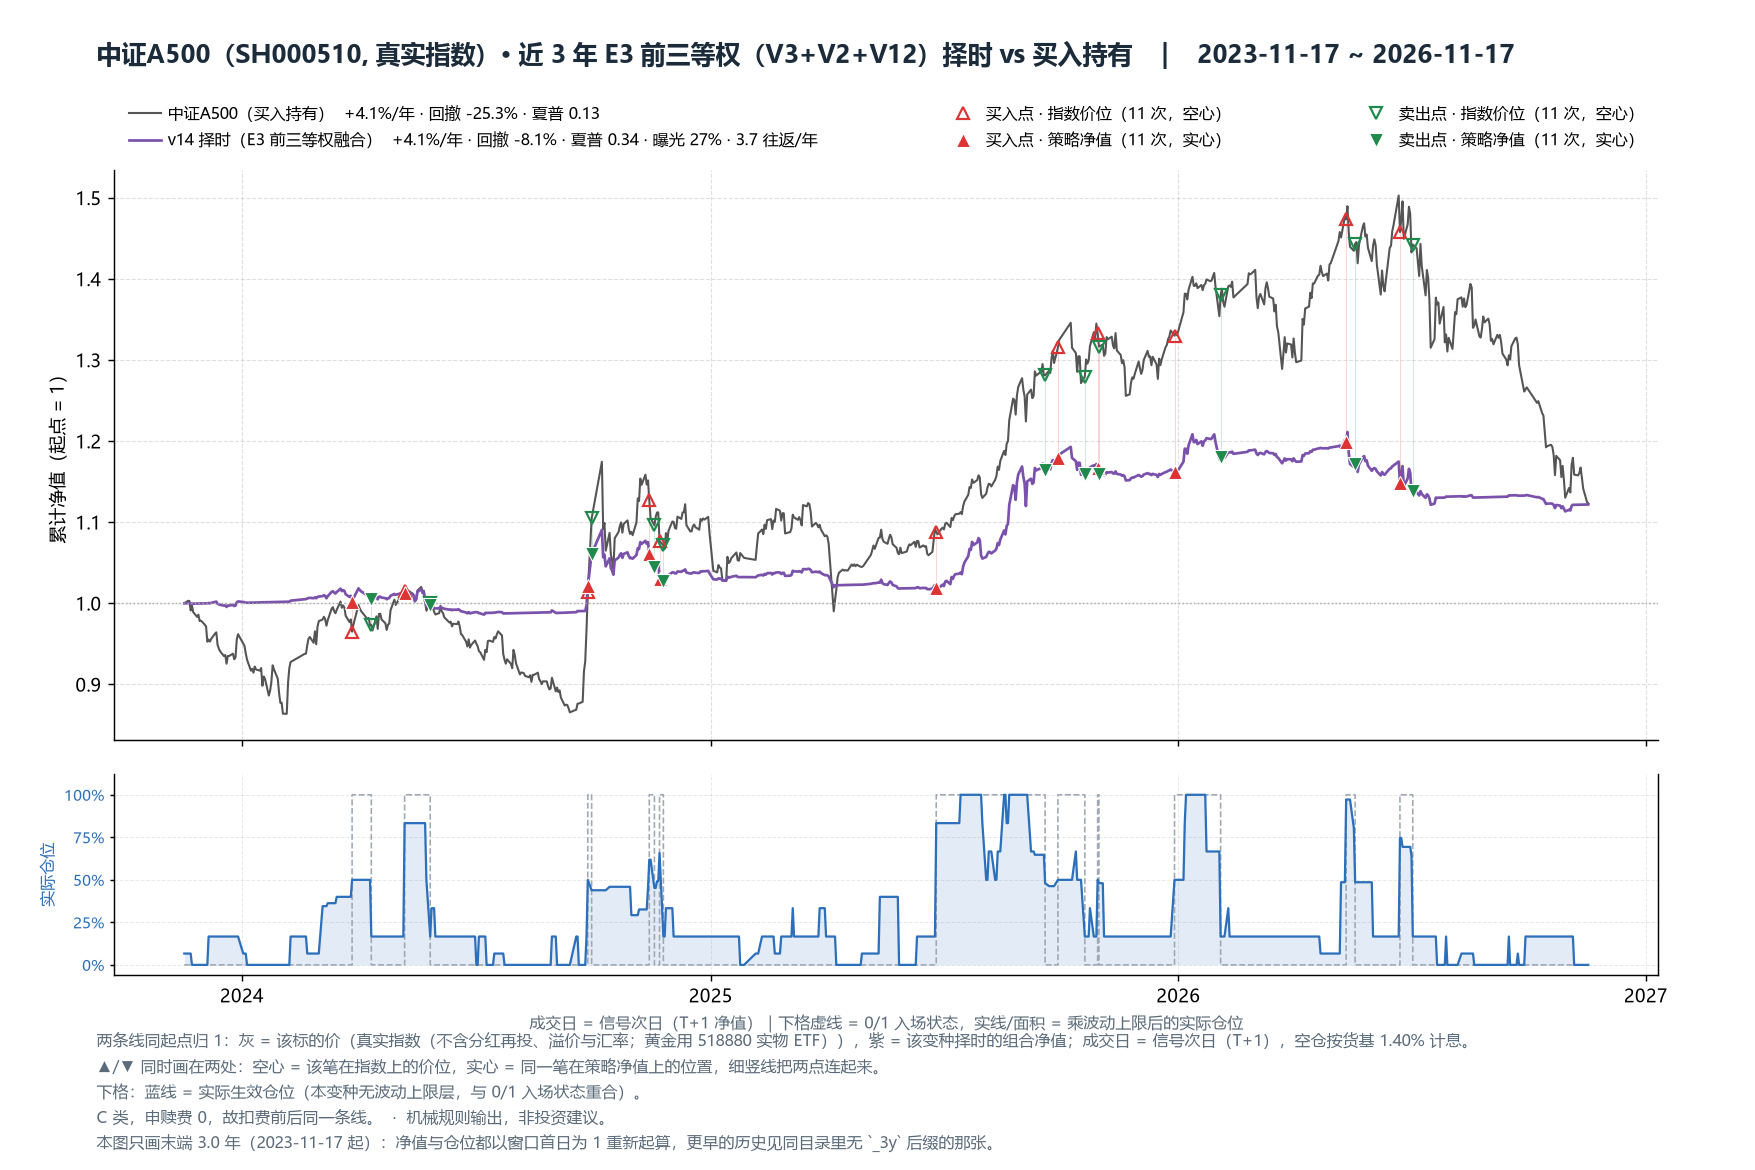 中证A500（SH000510, 真实指数）• 近 3 年 E3 前三等权（V3+V2+V12）择时 vs 买入持有 | 2023-11-17 ~ 2026-11-17
中证A500（买入持有） +4.1%/年 · 回撤 -25.3% · 夏普 0.13
v14 择时（E3 前三等权融合） +4.1%/年 · 回撤 -8.1% · 夏普 0.34 · 曝光 27% · 3.7 往返/年
买入点 · 指数价位（11 次，空心）
买入点 · 策略净值（11 次，实心）
卖出点 · 指数价位（11 次，空心）
卖出点 · 策略净值（11 次，实心）
累计净值（起点 = 1）
1.5
1.4
1.3
1.2
1.1
1.0
0.9
实际仓位
100%
75%
50%
25%
0%
2024
2025
2026
2027
成交日 = 信号次日（T+1 净值）｜下格虚线 = 0/1 入场状态，实线/面积 = 乘波动上限后的实际仓位
两条线同起点归 1：灰 = 该标的价（真实指数（不含分红再投、溢价与汇率；黄金用 518880 实物 ETF）），紫 = 该变种择时的组合净值；成交日 = 信号次日（T+1），空仓按货基 1.40% 计息。
▲/▼ 同时画在两处：空心 = 该笔在指数上的价位，实心 = 同一笔在策略净值上的位置，细竖线把两点连起来。
下格：蓝线 = 实际生效仓位（本变种无波动上限层，与 0/1 入场状态重合）。
C 类，申赎费 0，故扣费前后同一条线。 · 机械规则输出，非投资建议。
本图只画末端 3.0 年（2023-11-17 起）：净值与仓位都以窗口首日为 1 重新起算，更早的历史见同目录里无 `_3y` 后缀的那张。